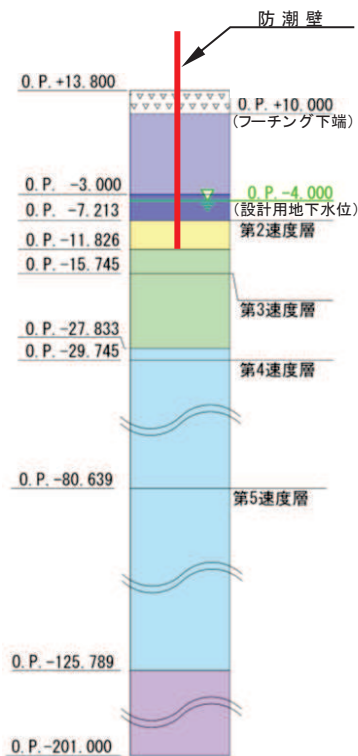 防潮壁
O.P. +13.800
O.P. +10.000
(フーチング下端)
O.P. -3.000
O.P. -4.000
(設計用地下水位)
O.P. -7.213
第2速度層
O.P. -11.826
O.P. -15.745
第3速度層
O.P. -27.833
O.P. -29.745
第4速度層
O.P. -80.639
第5速度層
O.P. -125.789
O.P. -201.000